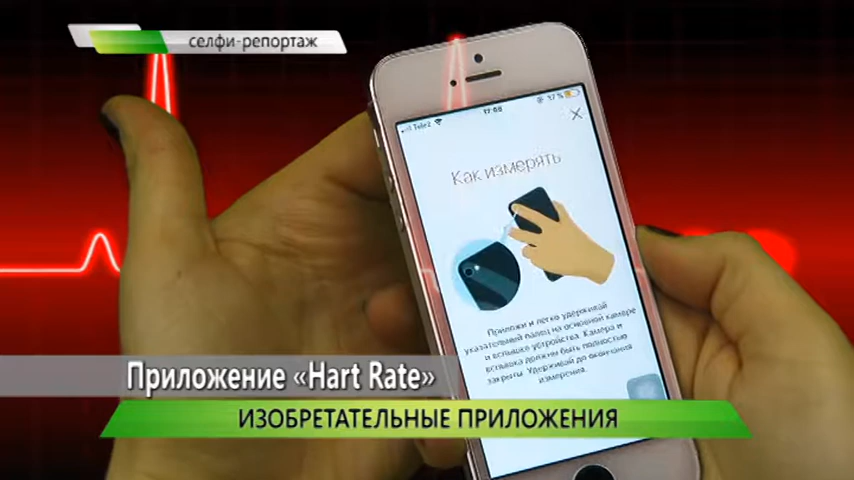 селфи-репортаж
Tele2
17:08
37 %
Как измерять
Приложи и легко удерживай
указательный палец на основной камере
и вспышке устройства. Камера и
вспышка должны быть полностью
закрыты. Удерживай до окончания
измерения.
Приложение «Hart Rate»
ИЗОБРЕТАТЕЛЬНЫЕ ПРИЛОЖЕНИЯ